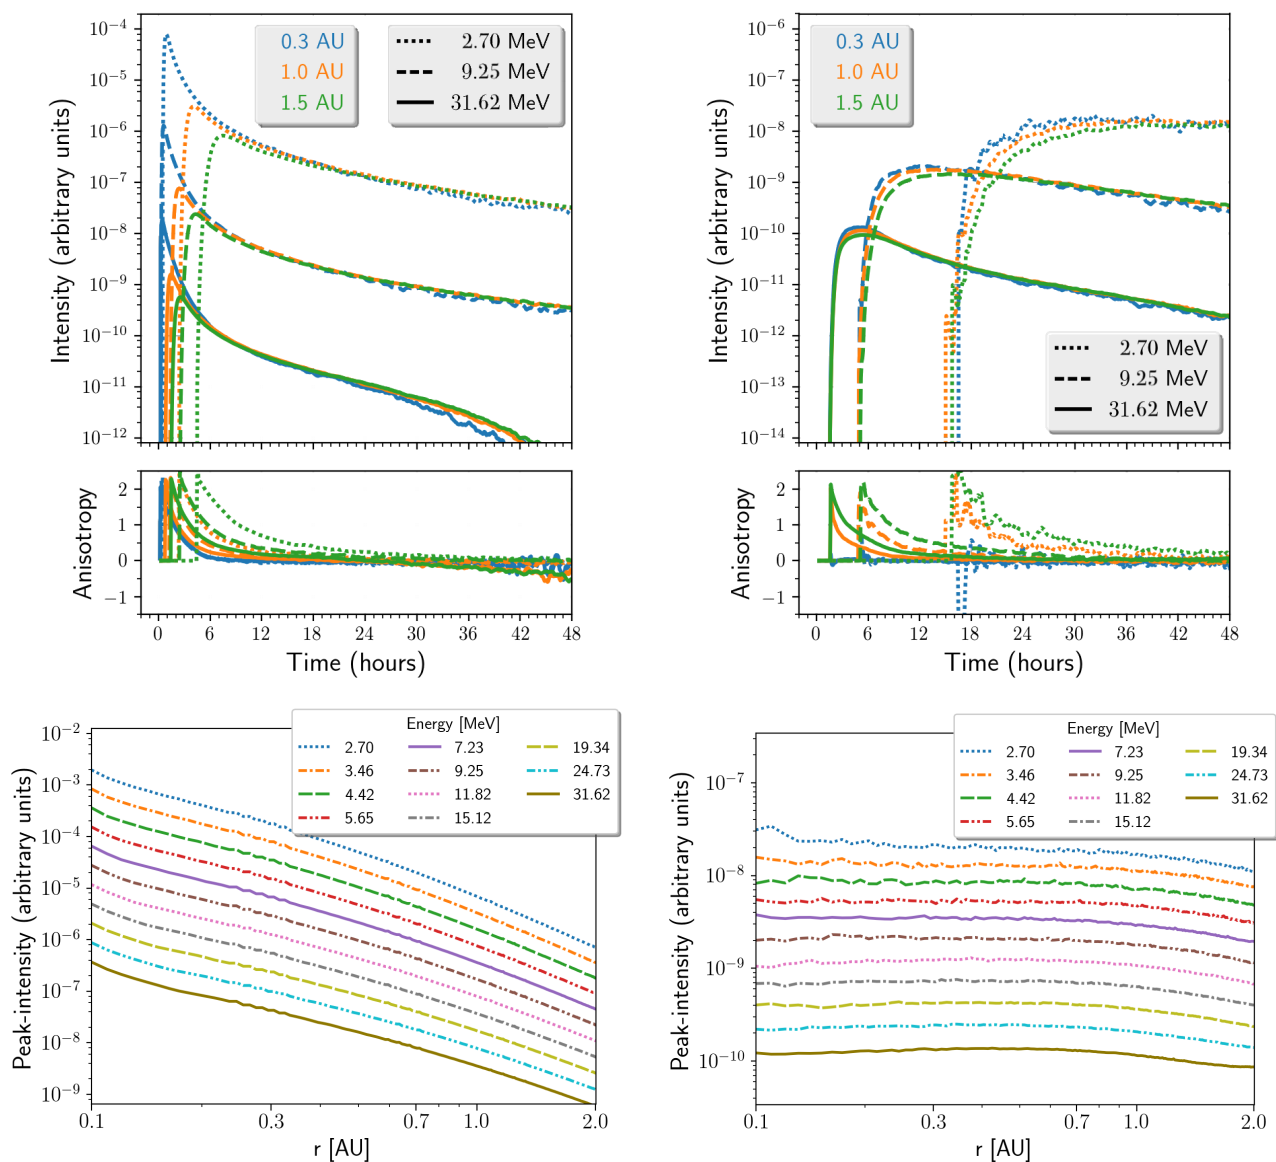 10⁻⁴
10⁻⁵
10⁻⁶
10⁻⁷
10⁻⁸
10⁻⁹
10⁻¹⁰
10⁻¹¹
10⁻¹²
Intensity (arbitrary units)
0.3 AU
1.0 AU
1.5 AU
2.70 MeV
9.25 MeV
31.62 MeV
2
1
0
−1
Anisotropy
0 6 12 18 24 30 36 42 48
Time (hours)
10⁻⁶
10⁻⁷
10⁻⁸
10⁻⁹
10⁻¹⁰
10⁻¹¹
10⁻¹²
10⁻¹³
10⁻¹⁴
Intensity (arbitrary units)
0.3 AU
1.0 AU
1.5 AU
2.70 MeV
9.25 MeV
31.62 MeV
2
1
0
−1
Anisotropy
0 6 12 18 24 30 36 42 48
Time (hours)
Energy [MeV]
2.70 7.23 19.34
3.46 9.25 24.73
4.42 11.82 31.62
5.65 15.12
10⁻²
10⁻³
10⁻⁴
10⁻⁵
10⁻⁶
10⁻⁷
10⁻⁸
10⁻⁹
Peak-intensity (arbitrary units)
0.1 0.3 0.7 1.0 2.0
r [AU]
Energy [MeV]
2.70 7.23 19.34
3.46 9.25 24.73
4.42 11.82 31.62
5.65 15.12
10⁻⁷
10⁻⁸
10⁻⁹
10⁻¹⁰
Peak-intensity (arbitrary units)
0.1 0.3 0.7 1.0 2.0
r [AU]